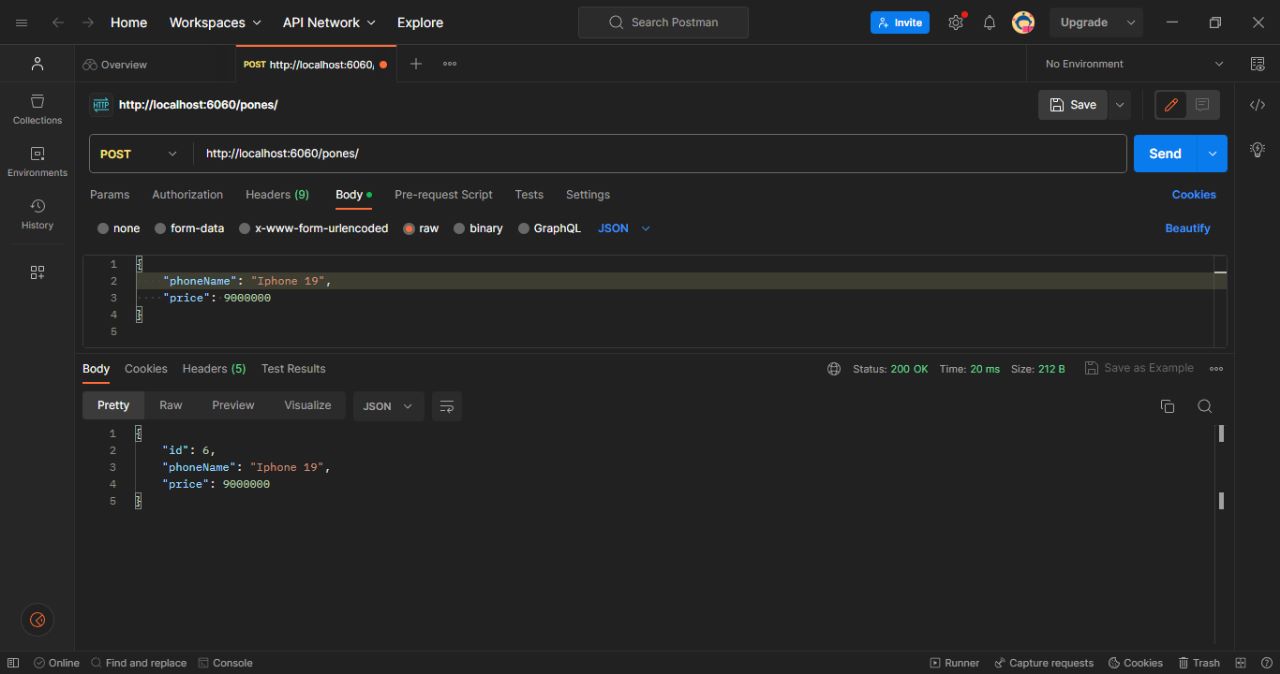 Home Workspaces API Network Explore Search Postman Invite Upgrade
Overview POST http://localhost:6060, No Environment
HTTP http://localhost:6060/pones/ Save
Collections
Environments
History
POST http://localhost:6060/pones/ Send
Params Authorization Headers (9) Body Pre-request Script Tests Settings Cookies
none form-data x-www-form-urlencoded raw binary GraphQL JSON Beautify
1 {
2 "phoneName": "Iphone 19",
3 "price": 9000000
4 }
5
Body Cookies Headers (5) Test Results Status: 200 OK Time: 20 ms Size: 212 B Save as Example
Pretty Raw Preview Visualize JSON
1 {
2 "id": 6,
3 "phoneName": "Iphone 19",
4 "price": 9000000
5 }
Online Find and replace Console Runner Capture requests Cookies Trash